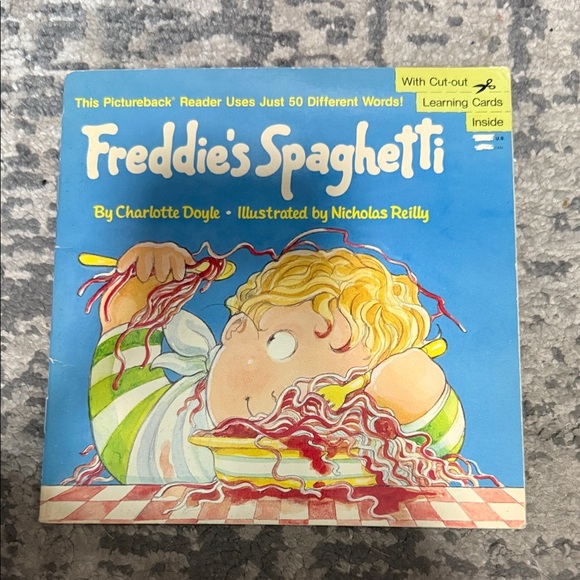 With Cut-out
This Pictureback® Reader Uses Just 50 Different Words!
Learning Cards
Inside
Freddie's Spaghetti
By Charlotte Doyle • Illustrated by Nicholas Reilly